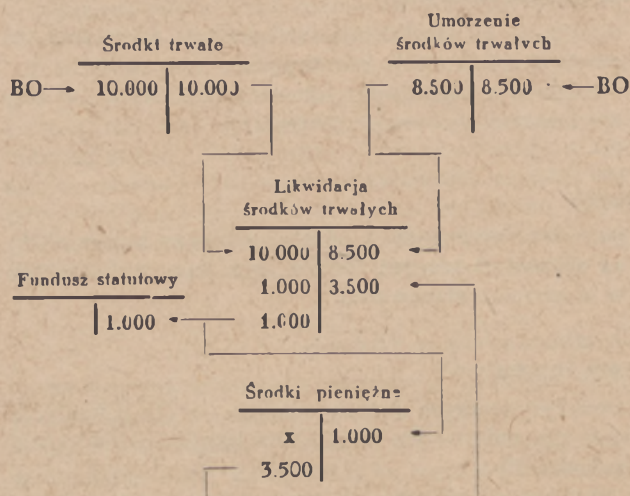 Środki trwałe
BO 10.000 10.000
Umorzenie
środków trwałych
8.500 8.500 BO
Likwidacja
środków trwałych
10.000 8.500
1.000 3.500
1.000
Fundusz statutowy
1.000
Środki pieniężne
x 1.000
3.500